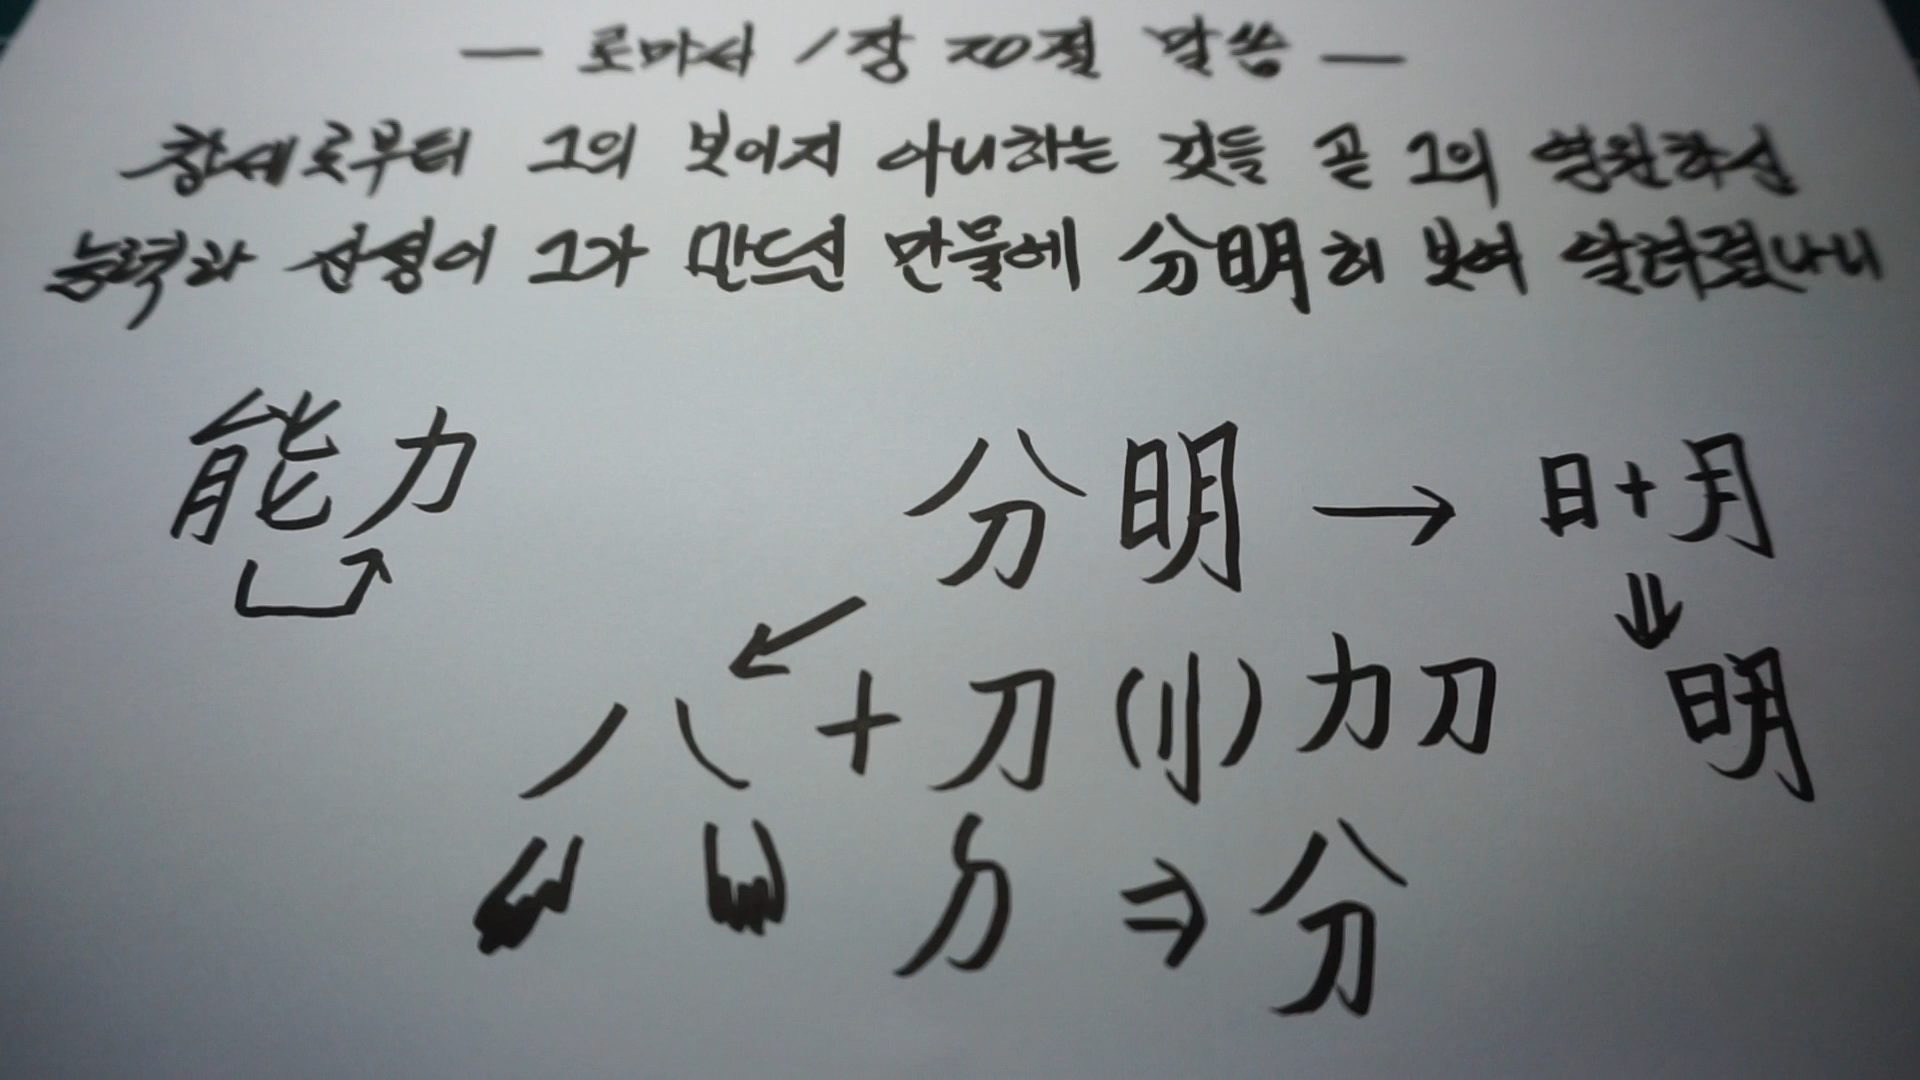 — 로마서 1장 20절 말씀 —
창세로부터 그의 보이지 아니하는 것들 곧 그의 영원하신
능력과 신성이 그가 만드신 만물에 分明히 보여 알려졌나니
能力 分明 → 日+月
⇓
八 + 刀 (刂) 力刀 明
⇒ 分